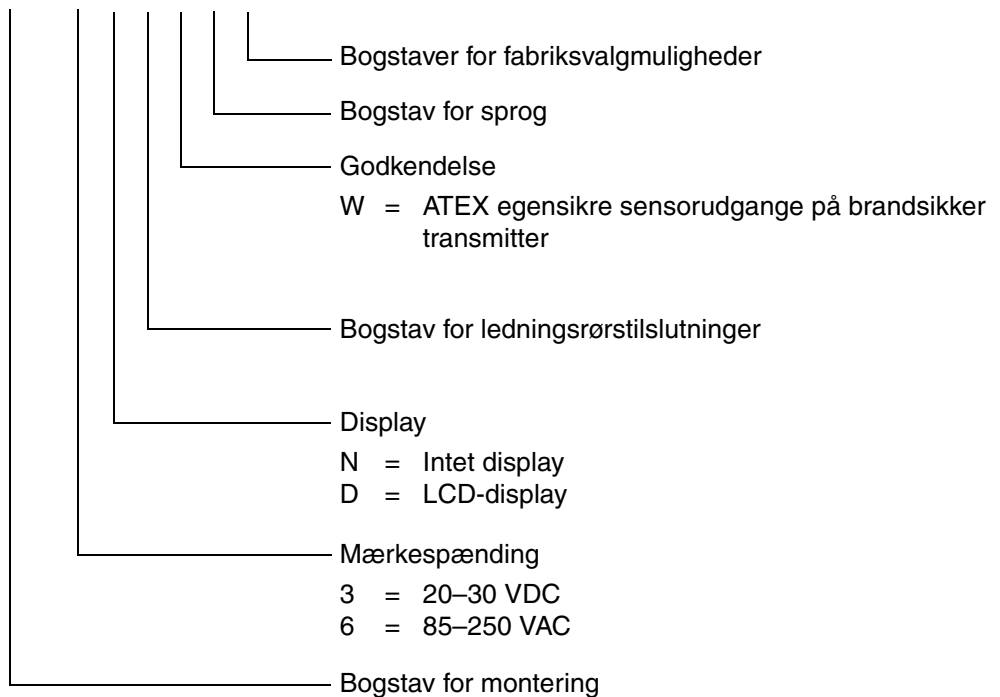 Bogstaver for fabriksvalgmuligheder
Bogstav for sprog
Godkendelse
W = ATEX egensikre sensorudgange på brandsikker
transmitter
Bogstav for ledningsrørstilslutninger
Display
N = Intet display
D = LCD-display
Mærkespænding
3 = 20–30 VDC
6 = 85–250 VAC
Bogstav for montering